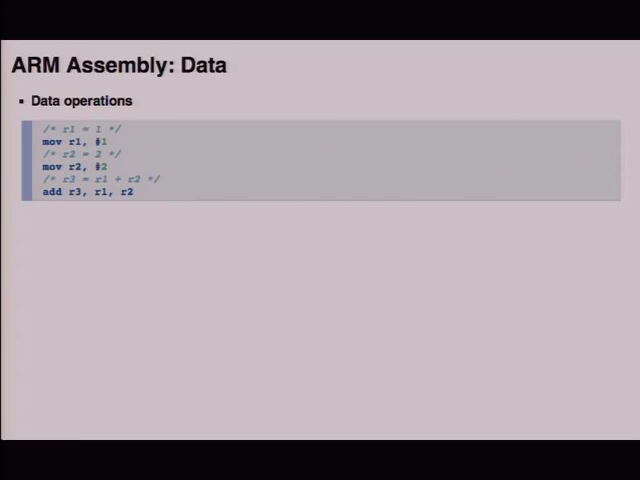 ARM Assembly: Data
▪ Data operations
/* r1 = 1 */
mov r1, #1
/* r2 = 2 */
mov r2, #2
/* r3 = r1 + r2 */
add r3, r1, r2